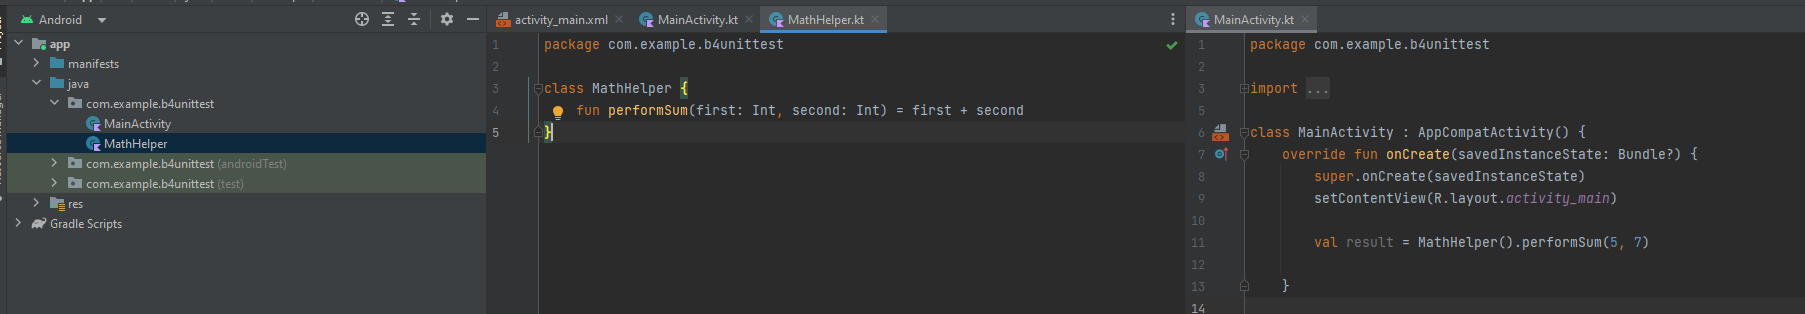 Android
app
manifests
java
com.example.b4unittest
MainActivity
MathHelper
com.example.b4unittest (androidTest)
com.example.b4unittest (test)
res
Gradle Scripts
activity_main.xml
MainActivity.kt
MathHelper.kt
1 package com.example.b4unittest
2
3 class MathHelper {
4 fun performSum(first: Int, second: Int) = first + second
5 }
MainActivity.kt
1 package com.example.b4unittest
2
3 import ...
5
6 class MainActivity : AppCompatActivity() {
7 override fun onCreate(savedInstanceState: Bundle?) {
8 super.onCreate(savedInstanceState)
9 setContentView(R.layout.activity_main)
10
11 val result = MathHelper().performSum(5, 7)
12
13 }
14